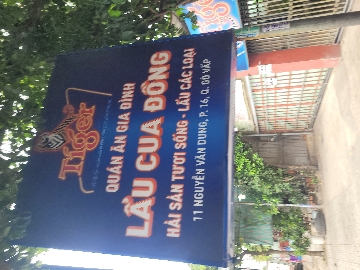 Tiger
QUÁN ĂN GIA ĐÌNH
LẨU CUA ĐỒNG
HẢI SẢN TƯƠI SỐNG - LẨU CÁC LOẠI
11 NGUYỄN VĂN DUNG, P. 16, Q. GÒ VẤP